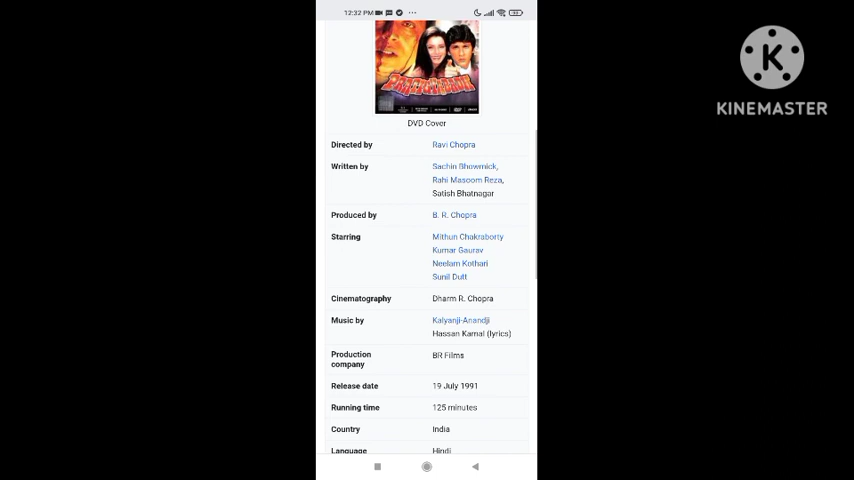 12:32 PM
K
KINEMASTER
PRATIGYABADH
DVD Cover
Directed by Ravi Chopra
Written by Sachin Bhowmick,
Rahi Masoom Reza,
Satish Bhatnagar
Produced by B. R. Chopra
Starring Mithun Chakraborty
Kumar Gaurav
Neelam Kothari
Sunil Dutt
Cinematography Dharm R. Chopra
Music by Kalyanji-Anandji
Hassan Kamal (lyrics)
Production company BR Films
Release date 19 July 1991
Running time 125 minutes
Country India
Language Hindi